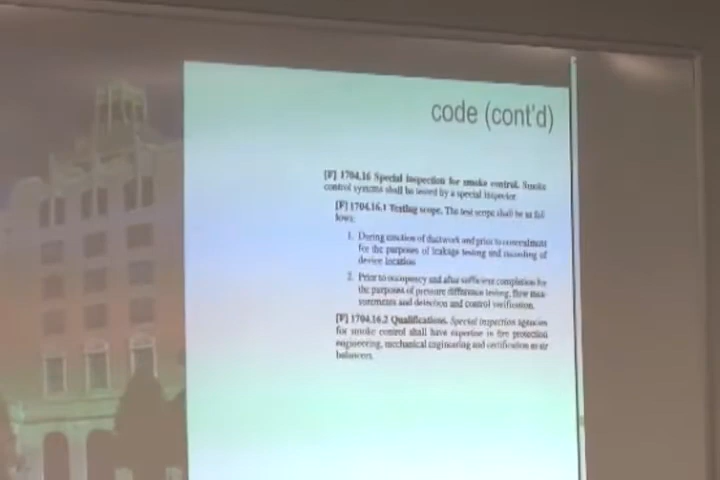 code (cont'd)
[F] 1704.16 Special inspection for smoke control. Smoke
control systems shall be tested by a special inspector.
[F] 1704.16.1 Testing scope. The test scope shall be as fol-
lows:
1. During erection of ductwork and prior to concealment
for the purposes of leakage testing and recording of
device location.
2. Prior to occupancy and after sufficient completion for
the purposes of pressure difference testing, flow mea-
surements and detection and control verification.
[F] 1704.16.2 Qualifications. Special inspection agencies
for smoke control shall have expertise in fire protection
engineering, mechanical engineering and certification as air
balancers.